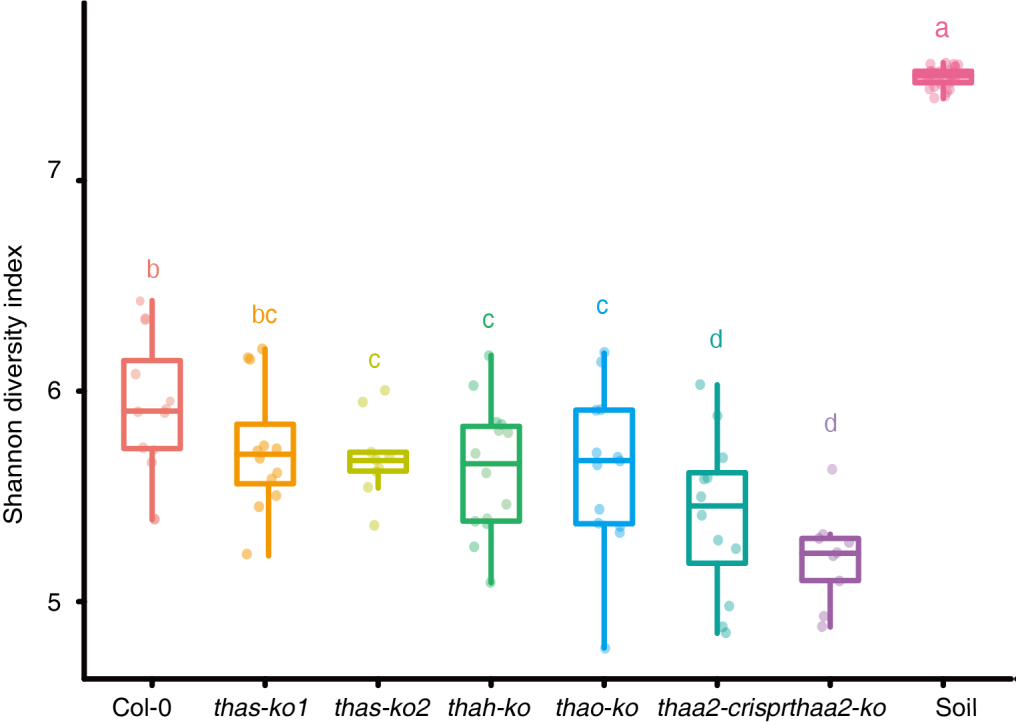 a
7
b
bc
c
c
c
d
d
6
5
Shannon diversity index
Col-0 thas-ko1 thas-ko2 thah-ko thao-ko thaa2-crispr thaa2-ko Soil